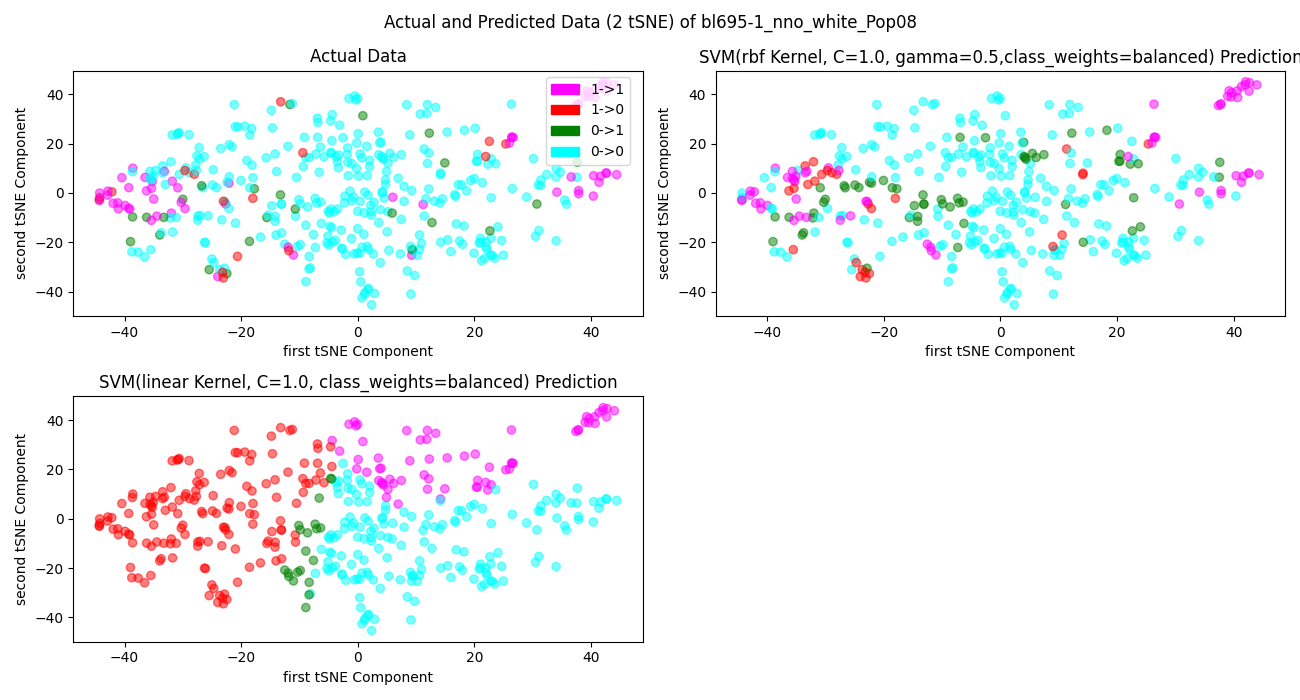 Actual and Predicted Data (2 tSNE) of bl695-1_nno_white_Pop08
Actual Data
second tSNE Component
40
20
0
−20
−40
1->1
1->0
0->1
0->0
−40 −20 0 20 40
first tSNE Component
SVM(rbf Kernel, C=1.0, gamma=0.5,class_weights=balanced) Prediction
second tSNE Component
40
20
0
−20
−40
−40 −20 0 20 40
first tSNE Component
SVM(linear Kernel, C=1.0, class_weights=balanced) Prediction
second tSNE Component
40
20
0
−20
−40
−40 −20 0 20 40
first tSNE Component